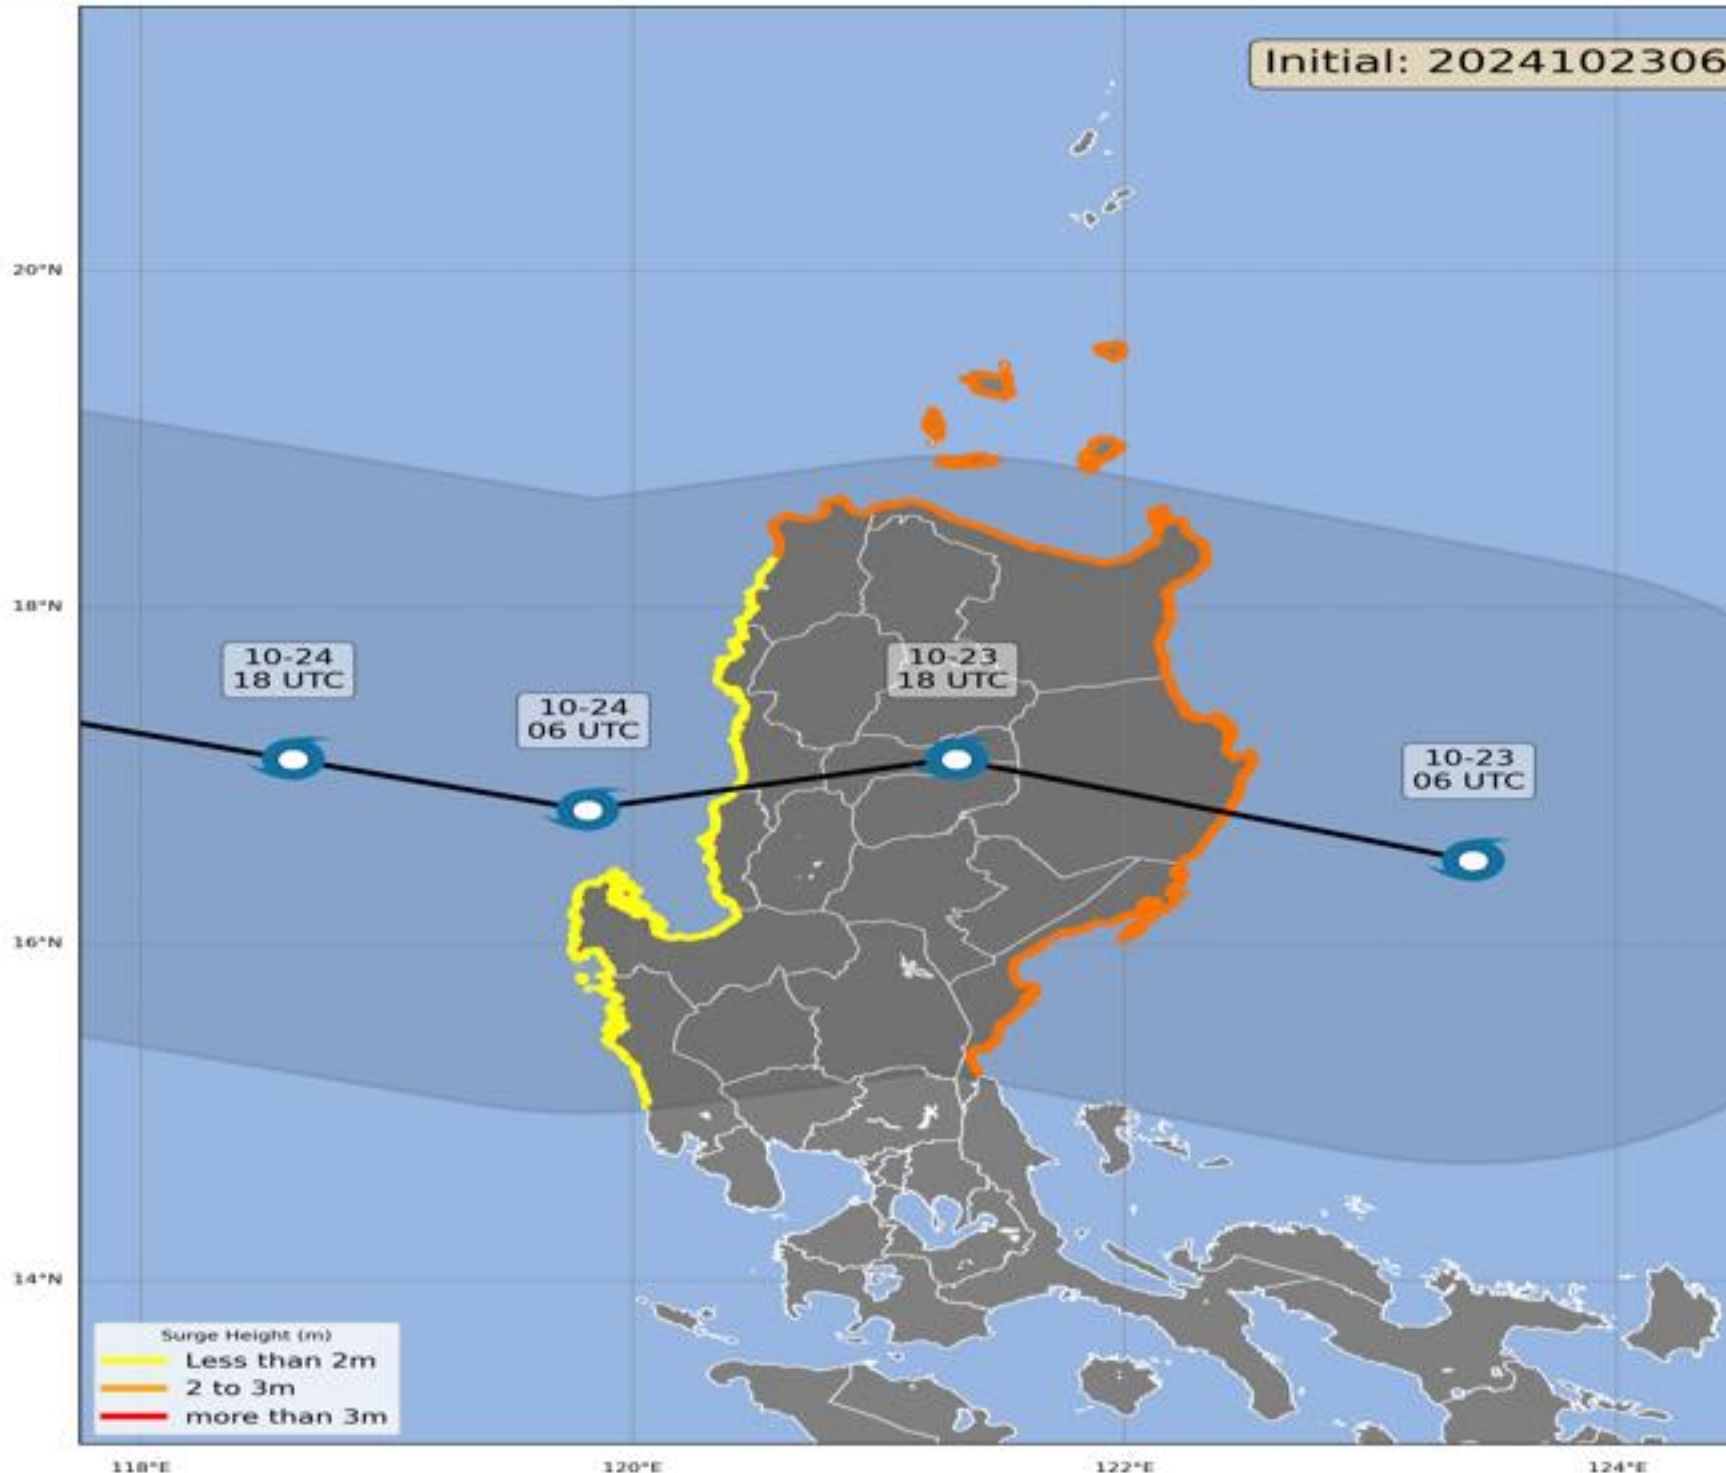 Initial: 2024102306
20°N
18°N
10-24
18 UTC
10-24
06 UTC
10-23
18 UTC
10-23
06 UTC
16°N
14°N
Surge Height (m)
Less than 2m
2 to 3m
more than 3m
118°E
120°E
122°E
124°E